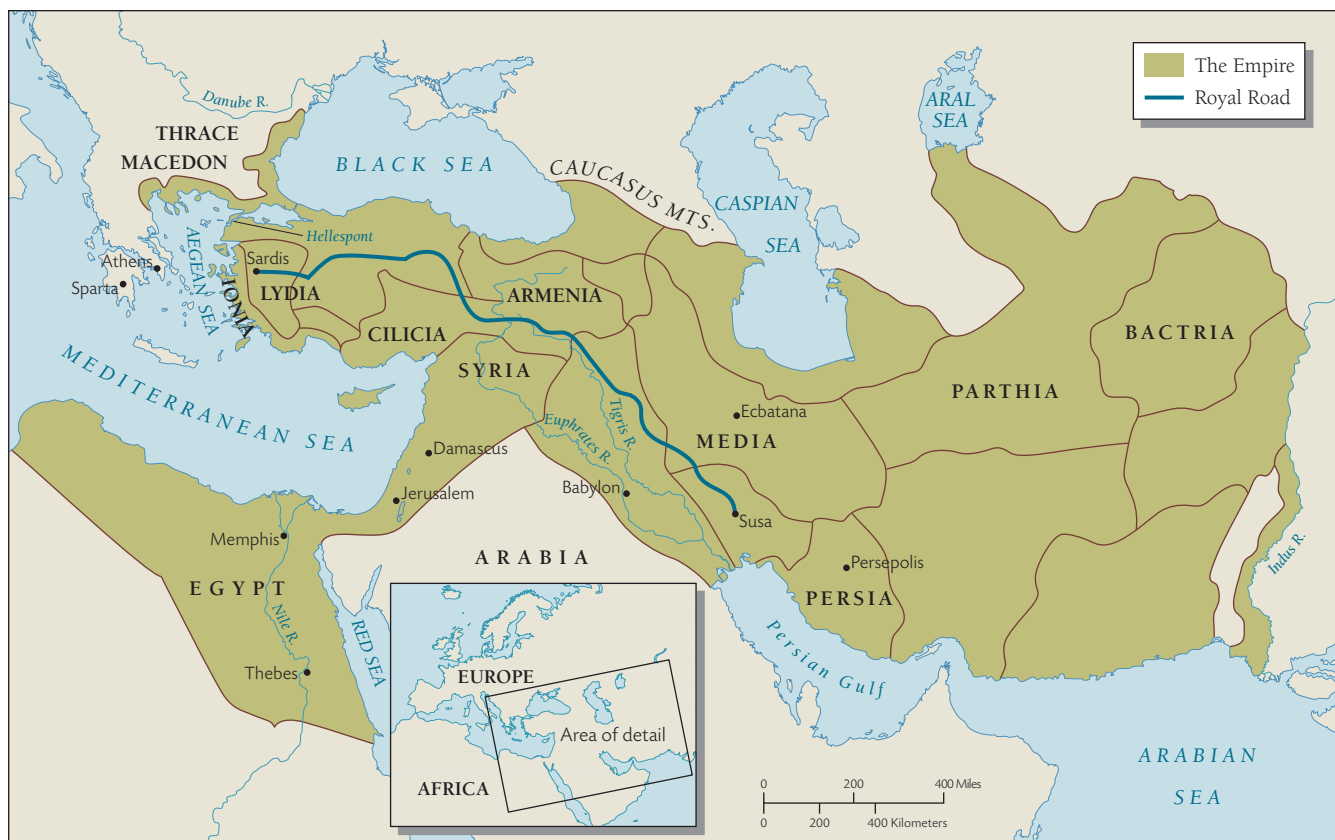 The Empire
Royal Road
Danube R.
THRACE
MACEDON
BLACK SEA
CAUCASUS MTS.
CASPIAN
SEA
ARAL
SEA
Hellespont
AEGEAN SEA
Athens
Sparta
Sardis
LYDIA
IONIA
CILICIA
ARMENIA
SYRIA
BACTRIA
PARTHIA
MEDITERRANEAN SEA
Ecbatana
MEDIA
Tigris R.
Euphrates R.
Damascus
Jerusalem
Babylon
Susa
Memphis
EGYPT
Nile R.
Thebes
RED SEA
ARABIA
Persepolis
PERSIA
Persian Gulf
Indus R.
ARABIAN
SEA
EUROPE
Area of detail
AFRICA
0 200 400 Miles
0 200 400 Kilometers